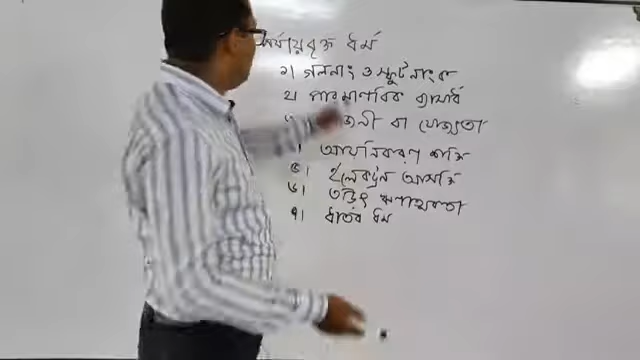 পর্যায়বৃত্ত ধর্ম
১। গলনাংক ও স্ফুটনাংক
২। পারমাণবিক ব্যাসার্ধ
বা যোজ্যতা
। আয়নিকরণ শক্তি
৫। ইলেকট্রন আসক্তি
৬। তড়িৎ ঋণাত্মকতা
৭। ধাতব ধর্ম